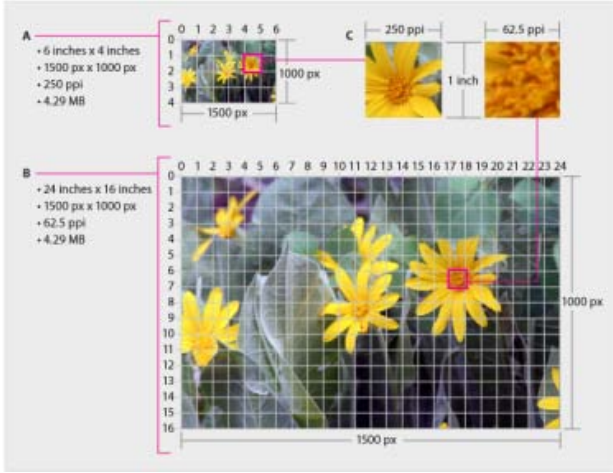 A
• 6 inches x 4 inches
• 1500 px x 1000 px
• 250 ppi
• 4.29 MB
0 1 2 3 4 5 6
0
1
2
3
4
1000 px
1500 px
C
250 ppi
62.5 ppi
1 inch
B
• 24 inches x 16 inches
• 1500 px x 1000 px
• 62.5 ppi
• 4.29 MB
0 1 2 3 4 5 6 7 8 9 10 11 12 13 14 15 16 17 18 19 20 21 22 23 24
0
1
2
3
4
5
6
7
8
9
10
11
12
13
14
15
16
1000 px
1500 px